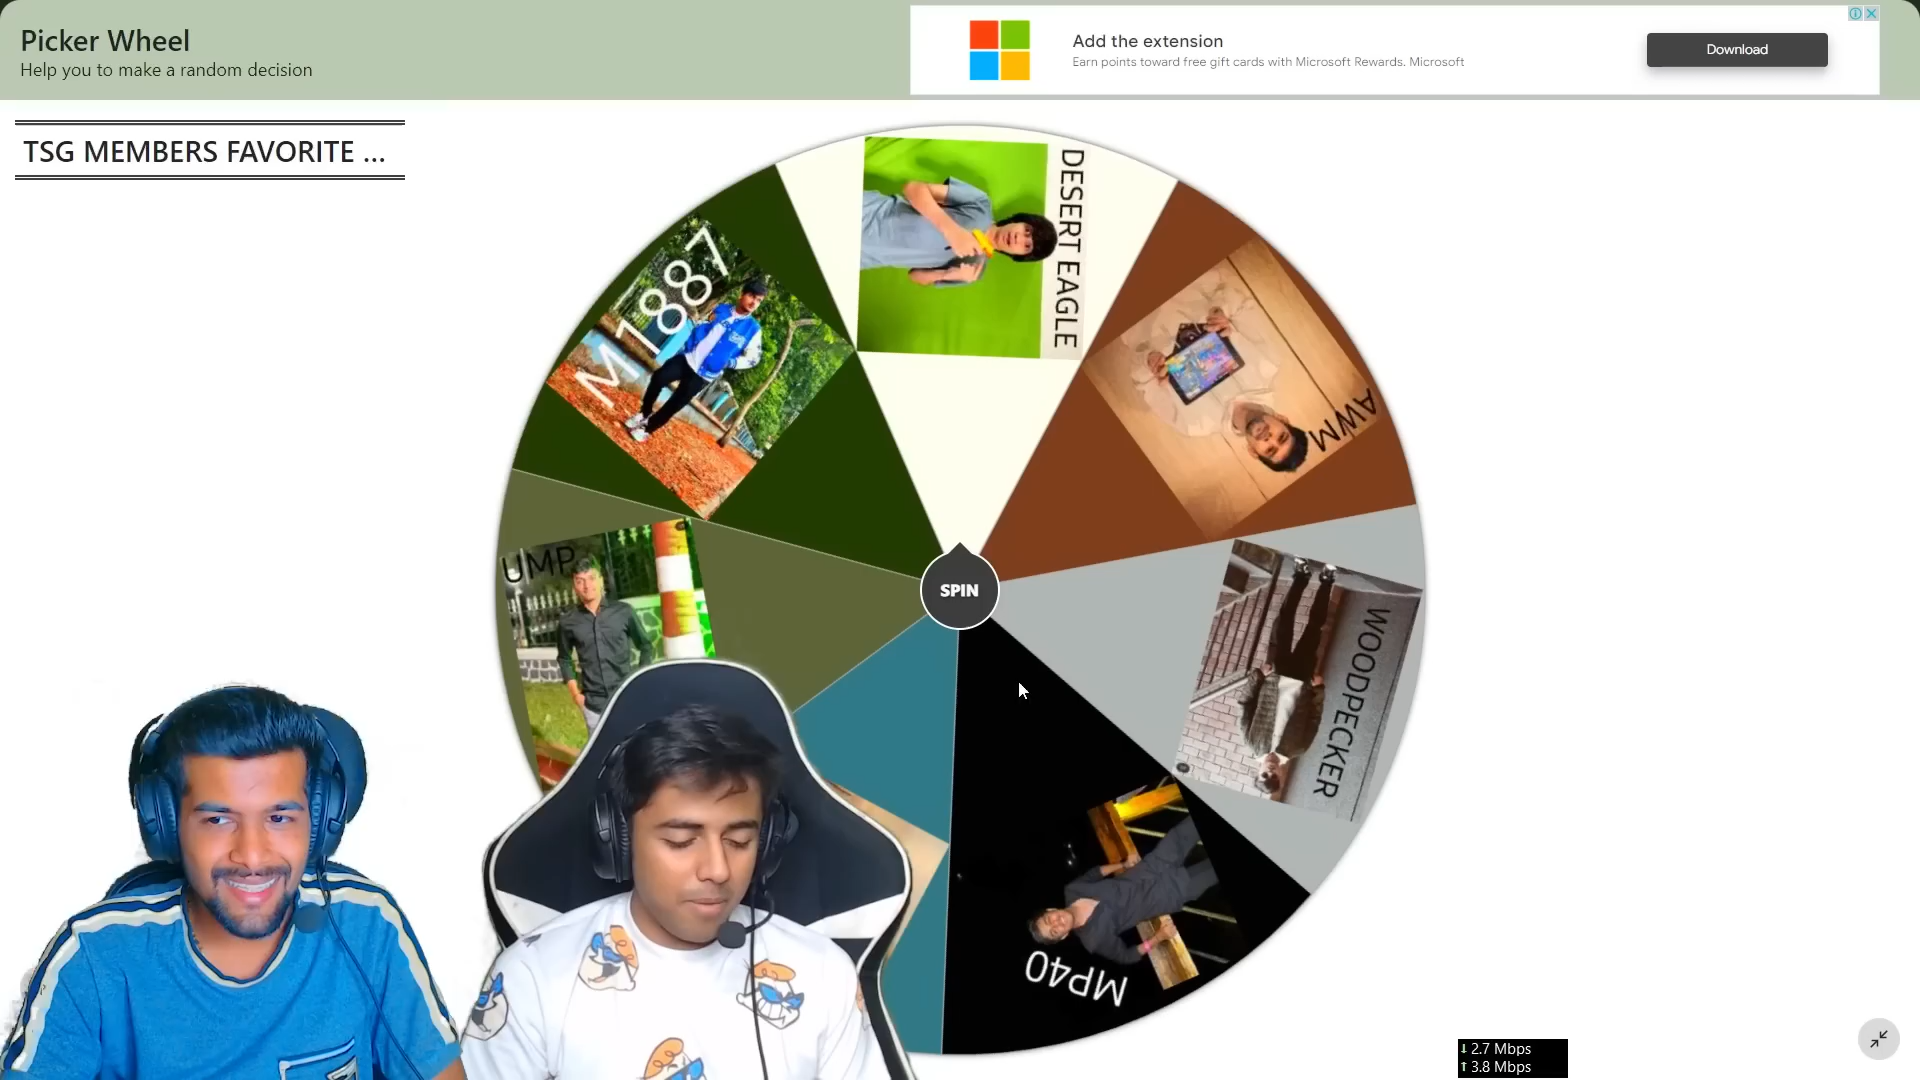 Picker Wheel
Help you to make a random decision
Add the extension
Earn points toward free gift cards with Microsoft Rewards. Microsoft
Download
TSG MEMBERS FAVORITE ...
DESERT EAGLE
M1887
AWM
UMP
SPIN
WOODPECKER
MP40
↓ 2.7 Mbps
↑ 3.8 Mbps